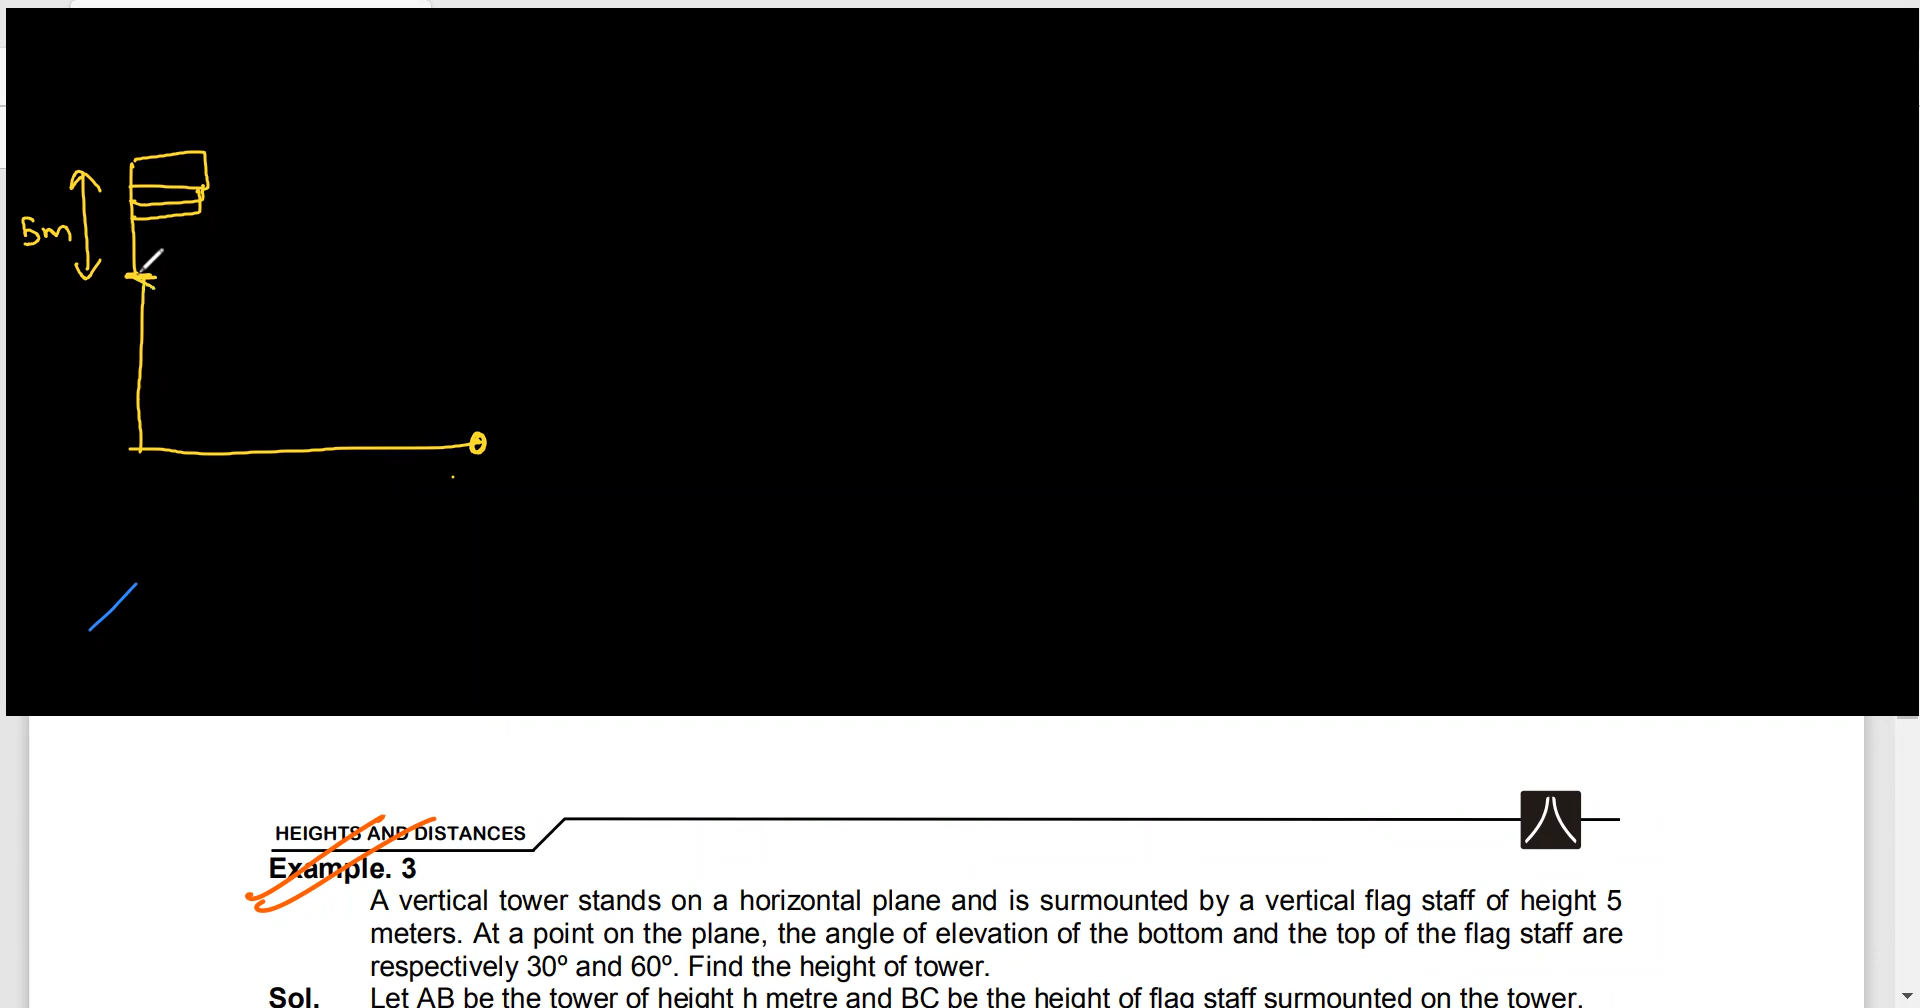 5m
HEIGHTS AND DISTANCES
Example. 3
A vertical tower stands on a horizontal plane and is surmounted by a vertical flag staff of height 5
meters. At a point on the plane, the angle of elevation of the bottom and the top of the flag staff are
respectively 30º and 60º. Find the height of tower.
Sol. Let AB be the tower of height h metre and BC be the height of flag staff surmounted on the tower.